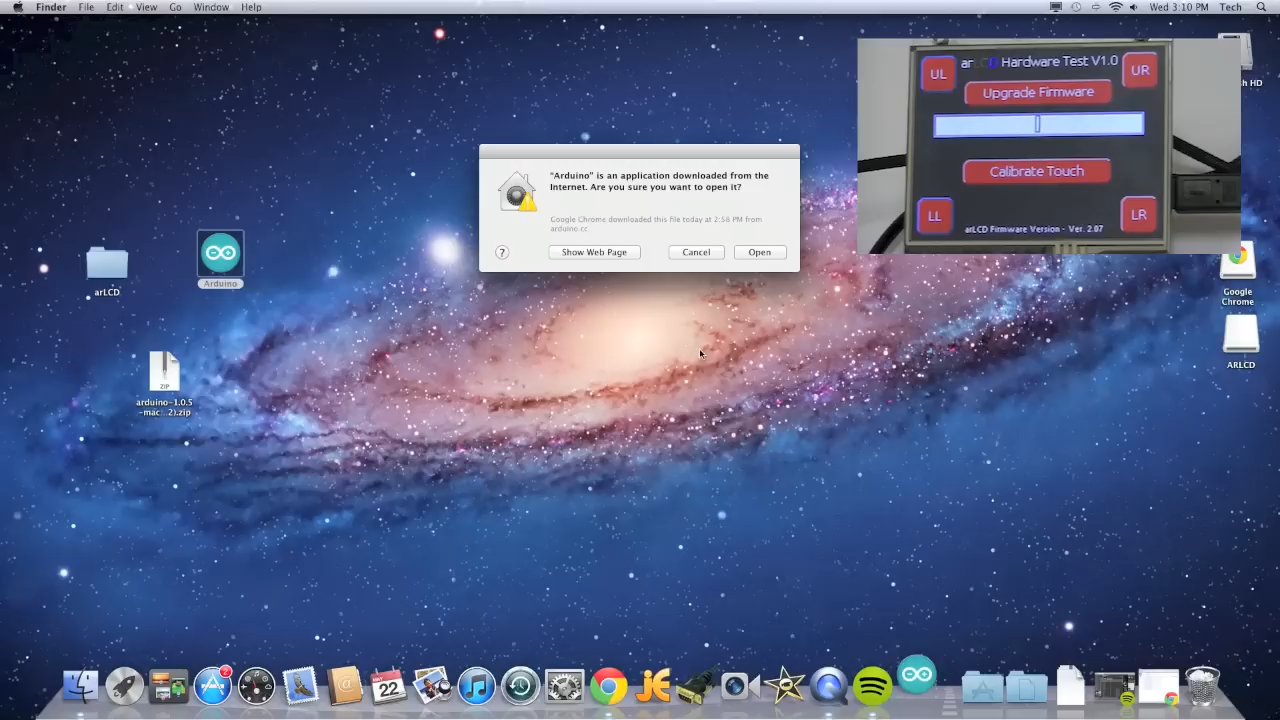 Finder File Edit View Go Window Help
Wed 3:10 PM Tech
UL
arLCD Hardware Test V1.0
UR
Upgrade Firmware
Calibrate Touch
LL
LR
arLCD Firmware Version - Ver. 2.07
"Arduino" is an application downloaded from the
Internet. Are you sure you want to open it?
Google Chrome downloaded this file today at 2:58 PM from
arduino.cc
? Show Web Page Cancel Open
arLCD
Arduino
arduino-1.0.5
-mac...2).zip
ZIP
HD
Google
Chrome
ARLCD
22